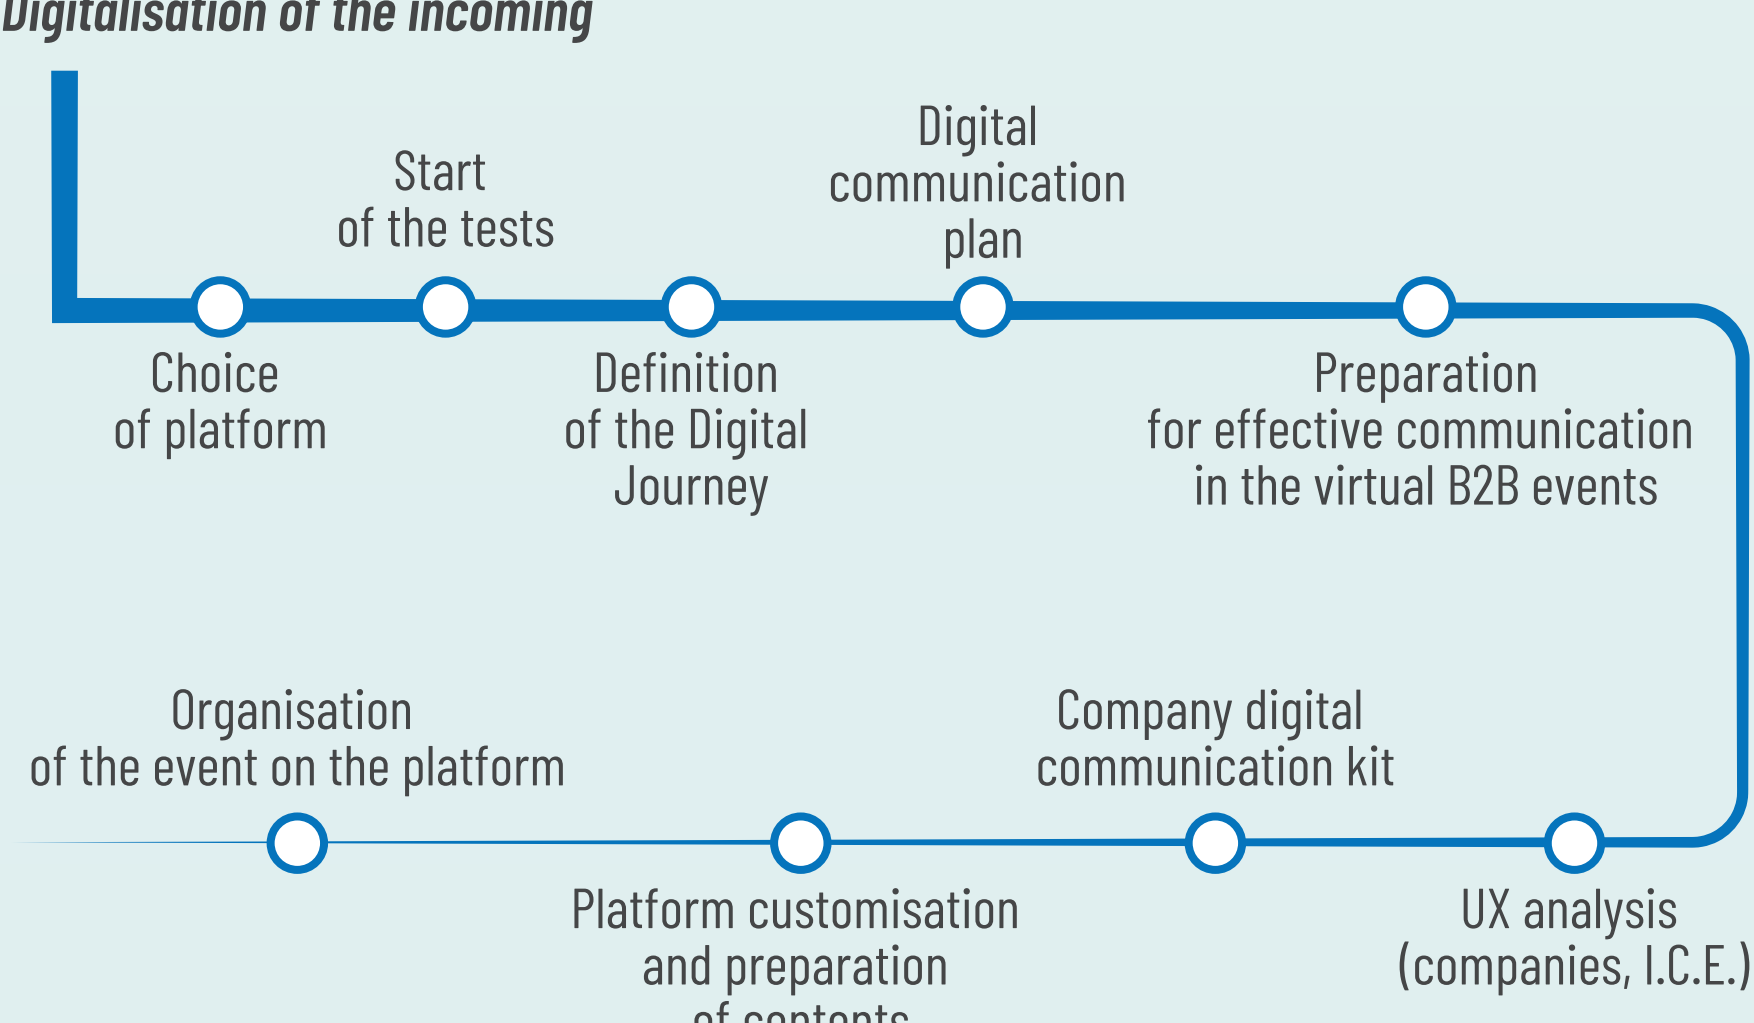 Digitalisation of the incoming
Choice
of platform
Start
of the tests
Definition
of the Digital
Journey
Digital
communication
plan
Preparation
for effective communication
in the virtual B2B events
UX analysis
(companies, I.C.E.)
Company digital
communication kit
Platform customisation
and preparation
of contents
Organisation
of the event on the platform